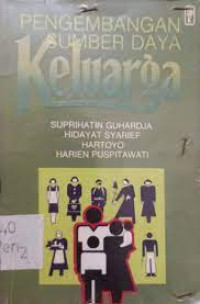 PENGEMBANGAN
SUMBER DAYA
Keluarga
SUPRIHATIN GUHARDJA
HIDAYAT SYARIEF
HARTOYO
HARIEN PUSPITAWATI